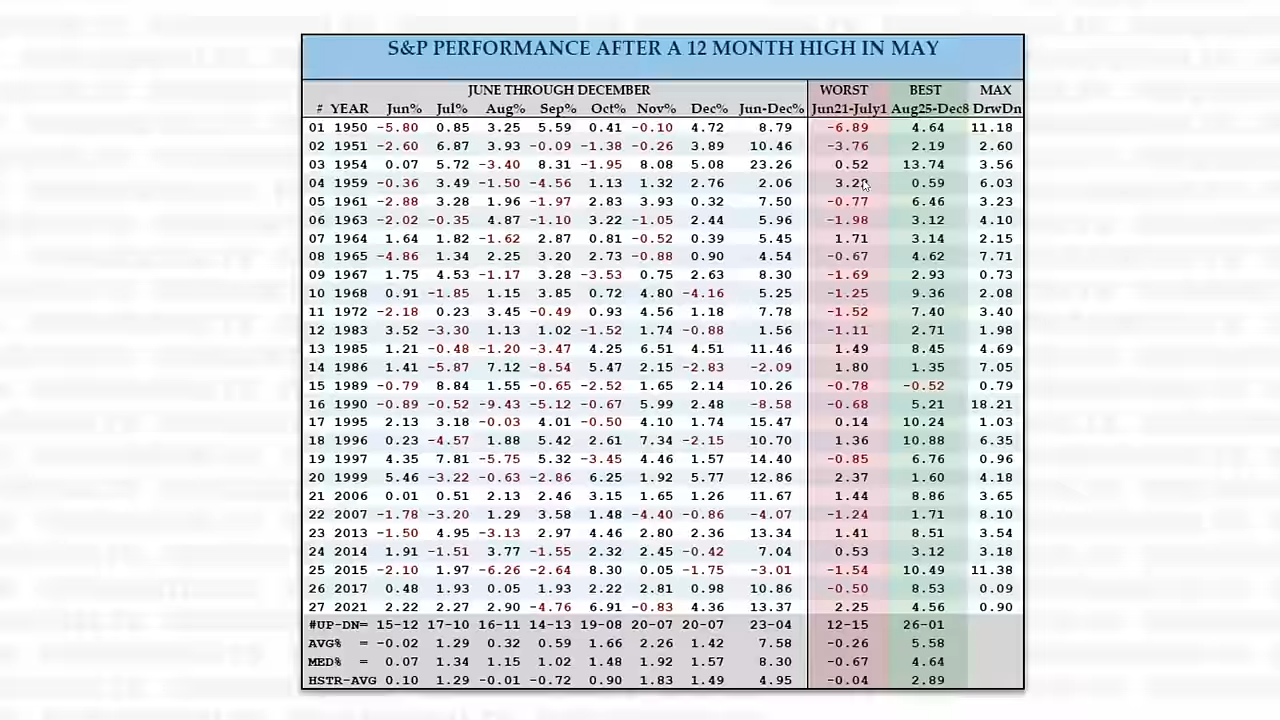 S&P PERFORMANCE AFTER A 12 MONTH HIGH IN MAY
JUNE THROUGH DECEMBER WORST BEST MAX
# YEAR Jun% Jul% Aug% Sep% Oct% Nov% Dec% Jun-Dec% Jun21-July1 Aug25-Dec8 DrwDn
01 1950 -5.80 0.85 3.25 5.59 0.41 -0.10 4.72 8.79 -6.89 4.64 11.18
02 1951 -2.60 6.87 3.93 -0.09 -1.38 -0.26 3.89 10.46 -3.76 2.19 2.60
03 1954 0.07 5.72 -3.40 8.31 -1.95 8.08 5.08 23.26 0.52 13.74 3.56
04 1959 -0.36 3.49 -1.50 -4.56 1.13 1.32 2.76 2.06 0.59 6.03
05 1961 -2.88 3.28 1.96 -1.97 2.83 3.93 0.32 7.50 -0.77 6.46 3.23
06 1963 -2.02 -0.35 4.87 -1.10 3.22 -1.05 2.44 5.96 -1.98 3.12 4.10
07 1964 1.64 1.82 -1.62 2.87 0.81 -0.52 0.39 5.45 1.71 3.14 2.15
08 1965 -4.86 1.34 2.25 3.20 2.73 -0.88 0.90 4.54 -0.67 4.62 7.71
09 1967 1.75 4.53 -1.17 3.28 -3.53 0.75 2.63 8.30 -1.69 2.93 0.73
10 1968 0.91 -1.85 1.15 3.85 0.72 4.80 -4.16 5.25 -1.25 9.36 2.08
11 1972 -2.18 0.23 3.45 -0.49 0.93 4.56 1.18 7.78 -1.52 7.40 3.40
12 1983 3.52 -3.30 1.13 1.02 -1.52 1.74 -0.88 1.56 -1.11 2.71 1.98
13 1985 1.21 -0.48 -1.20 -3.47 4.25 6.51 4.51 11.46 1.49 8.45 4.69
14 1986 1.41 -5.87 7.12 -8.54 5.47 2.15 -2.83 -2.09 1.80 1.35 7.05
15 1989 -0.79 8.84 1.55 -0.65 -2.52 1.65 2.14 10.26 -0.78 -0.52 0.79
16 1990 -0.89 -0.52 -9.43 -5.12 -0.67 5.99 2.48 -8.58 -0.68 5.21 18.21
17 1995 2.13 3.18 -0.03 4.01 -0.50 4.10 1.74 15.47 0.14 10.24 1.03
18 1996 0.23 -4.57 1.88 5.42 2.61 7.34 -2.15 10.70 1.36 10.88 6.35
19 1997 4.35 7.81 -5.75 5.32 -3.45 4.46 1.57 14.40 -0.85 6.76 0.96
20 1999 5.46 -3.22 -0.63 -2.86 6.25 1.92 5.77 12.86 2.37 1.60 4.18
21 2006 0.01 0.51 2.13 2.46 3.15 1.65 1.26 11.67 1.44 8.86 3.65
22 2007 -1.78 -3.20 1.29 3.58 1.48 -4.40 -0.86 -4.07 -1.24 1.71 8.10
23 2013 -1.50 4.95 -3.13 2.97 4.46 2.80 2.36 13.34 1.41 8.51 3.54
24 2014 1.91 -1.51 3.77 -1.55 2.32 2.45 -0.42 7.04 0.53 3.12 3.18
25 2015 -2.10 1.97 -6.26 -2.64 8.30 0.05 -1.75 -3.01 -1.54 10.49 11.38
26 2017 0.48 1.93 0.05 1.93 2.22 2.81 0.98 10.86 -0.50 8.53 0.09
27 2021 2.22 2.27 2.90 -4.76 6.91 -0.83 4.36 13.37 2.25 4.56 0.90
#UP-DN= 15-12 17-10 16-11 14-13 19-08 20-07 20-07 23-04 12-15 26-01
AVG% = -0.02 1.29 0.32 0.59 1.66 2.26 1.42 7.58 -0.26 5.58
MED% = 0.07 1.34 1.15 1.02 1.48 1.92 1.57 8.30 -0.67 4.64
HSTR-AVG 0.10 1.29 -0.01 -0.72 0.90 1.83 1.49 4.95 -0.04 2.89